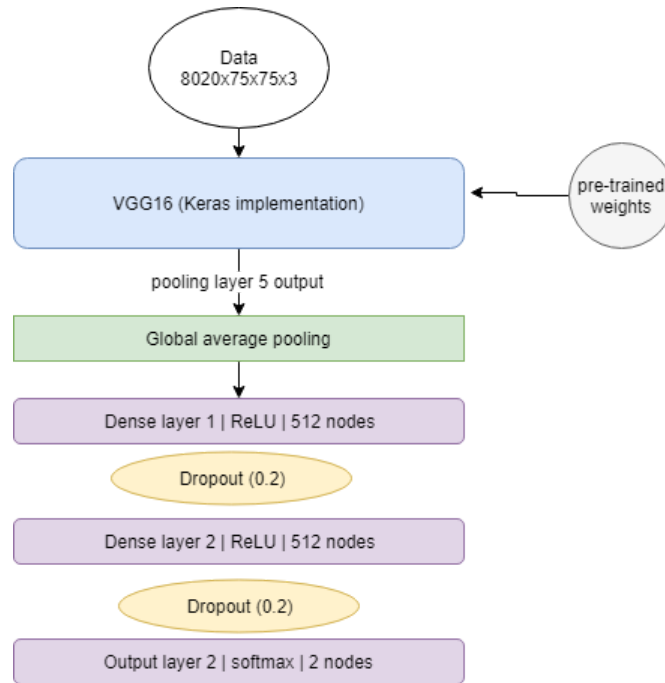 Data
8020x75x75x3
VGG16 (Keras implementation)
pre-trained
weights
pooling layer 5 output
Global average pooling
Dense layer 1 | ReLU | 512 nodes
Dropout (0.2)
Dense layer 2 | ReLU | 512 nodes
Dropout (0.2)
Output layer 2 | softmax | 2 nodes